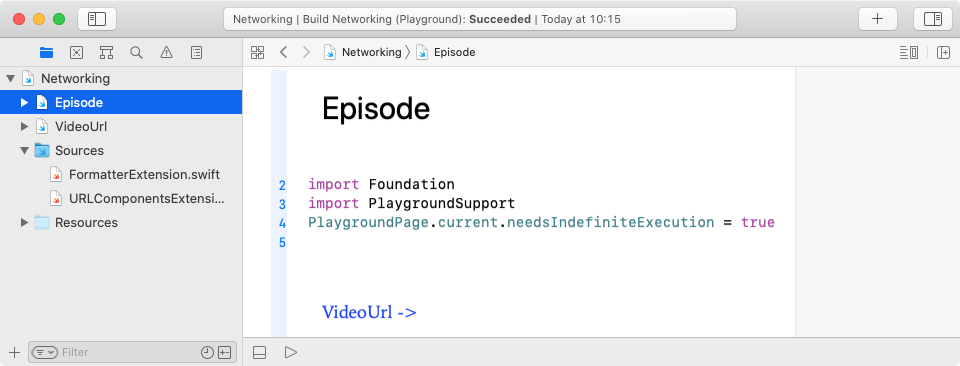 Networking | Build Networking (Playground): Succeeded | Today at 10:15
Networking
Episode
VideoUrl
Sources
FormatterExtension.swift
URLComponentsExtensi...
Resources
Filter
Networking
Episode
Episode
2 import Foundation
3 import PlaygroundSupport
4 PlaygroundPage.current.needsIndefiniteExecution = true
5
VideoUrl ->